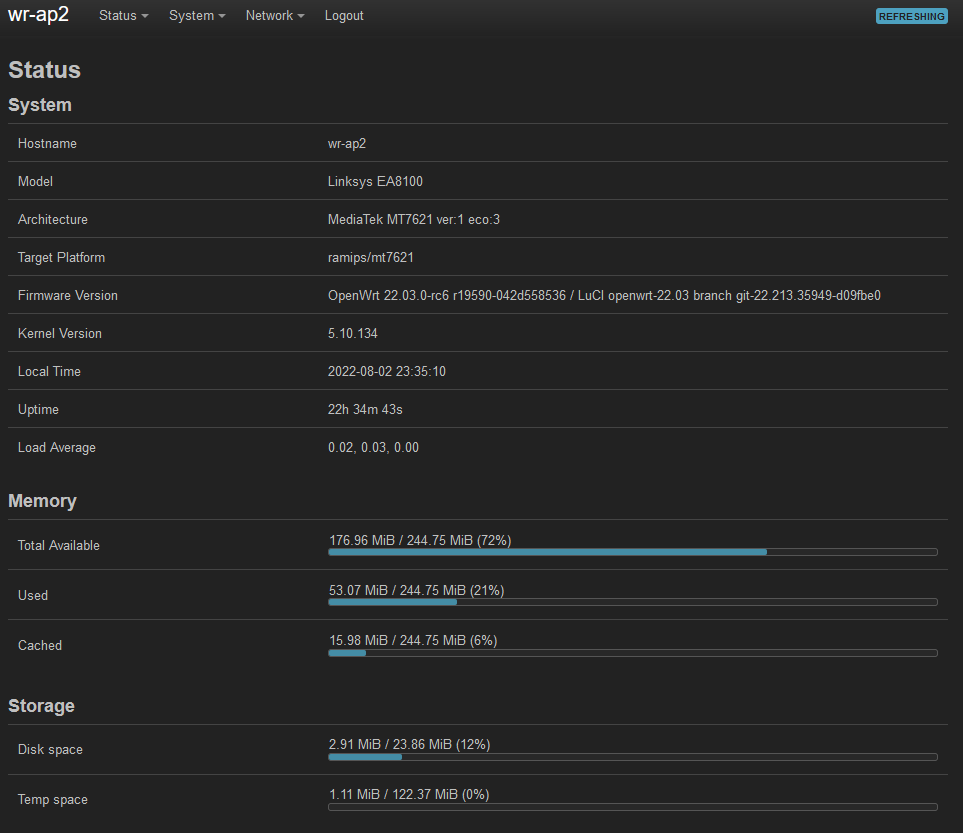 wr-ap2 Status System Network Logout REFRESHING
Status
System
Hostname wr-ap2
Model Linksys EA8100
Architecture MediaTek MT7621 ver:1 eco:3
Target Platform ramips/mt7621
Firmware Version OpenWrt 22.03.0-rc6 r19590-042d558536 / LuCI openwrt-22.03 branch git-22.213.35949-d09fbe0
Kernel Version 5.10.134
Local Time 2022-08-02 23:35:10
Uptime 22h 34m 43s
Load Average 0.02, 0.03, 0.00
Memory
Total Available 176.96 MiB / 244.75 MiB (72%)
Used 53.07 MiB / 244.75 MiB (21%)
Cached 15.98 MiB / 244.75 MiB (6%)
Storage
Disk space 2.91 MiB / 23.86 MiB (12%)
Temp space 1.11 MiB / 122.37 MiB (0%)